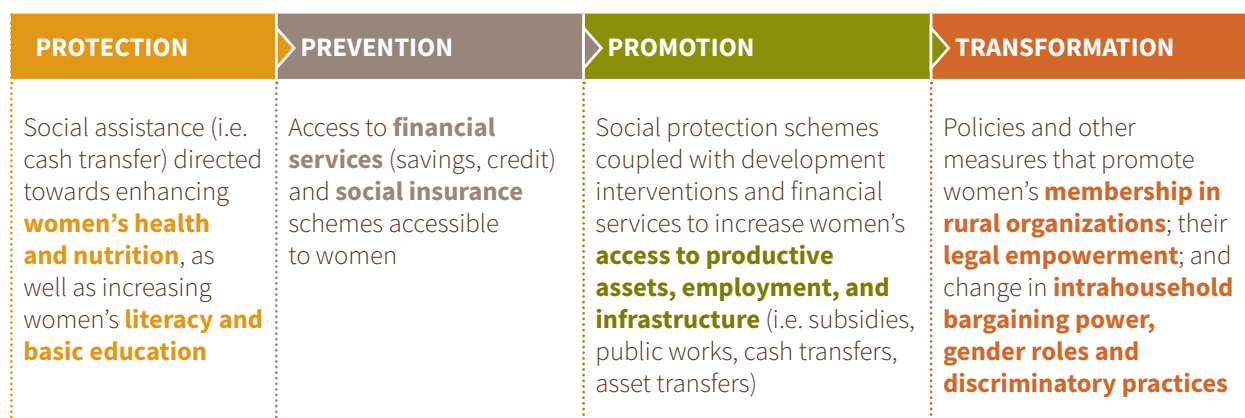 PROTECTION
PREVENTION
PROMOTION
TRANSFORMATION
Social assistance (i.e.
cash transfer) directed
towards enhancing
women’s health
and nutrition, as
well as increasing
women’s literacy and
basic education
Access to financial
services (savings, credit)
and social insurance
schemes accessible
to women
Social protection schemes
coupled with development
interventions and financial
services to increase women’s
access to productive
assets, employment, and
infrastructure (i.e. subsidies,
public works, cash transfers,
asset transfers)
Policies and other
measures that promote
women’s membership in
rural organizations; their
legal empowerment; and
change in intrahousehold
bargaining power,
gender roles and
discriminatory practices